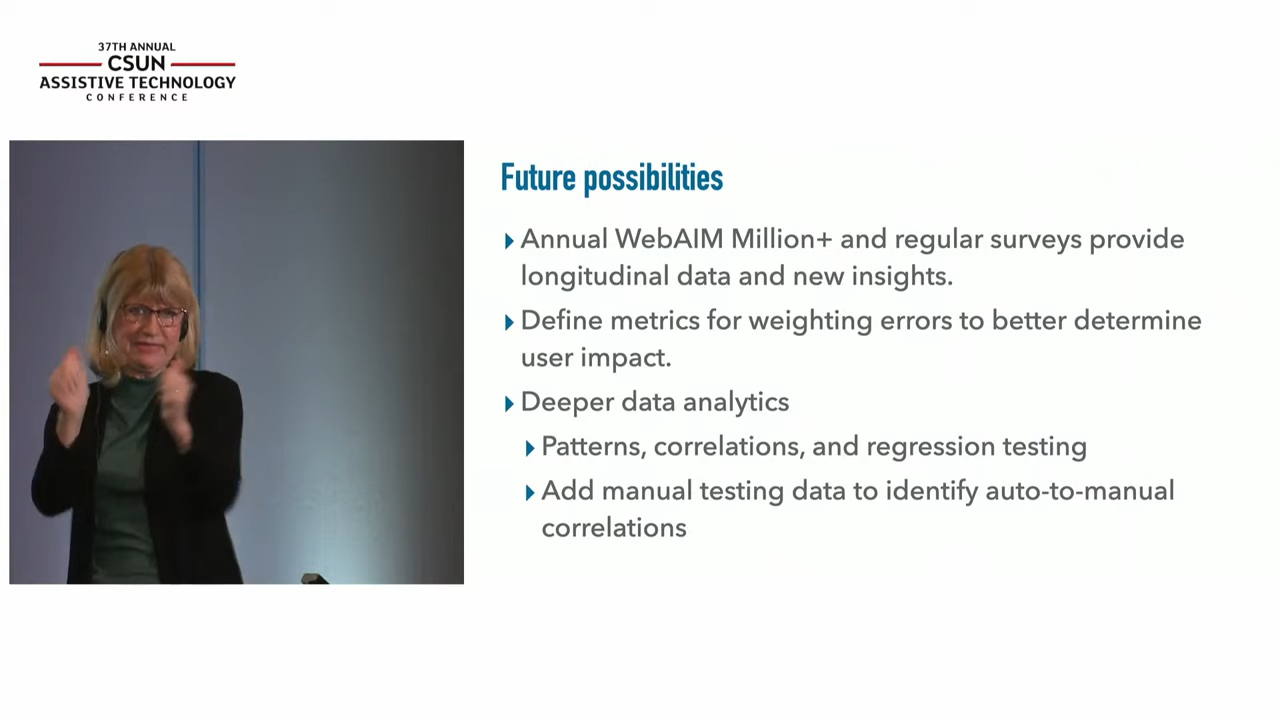 37TH ANNUAL
CSUN
ASSISTIVE TECHNOLOGY
CONFERENCE
Future possibilities
Annual WebAIM Million+ and regular surveys provide
longitudinal data and new insights.
Define metrics for weighting errors to better determine
user impact.
Deeper data analytics
Patterns, correlations, and regression testing
Add manual testing data to identify auto-to-manual
correlations